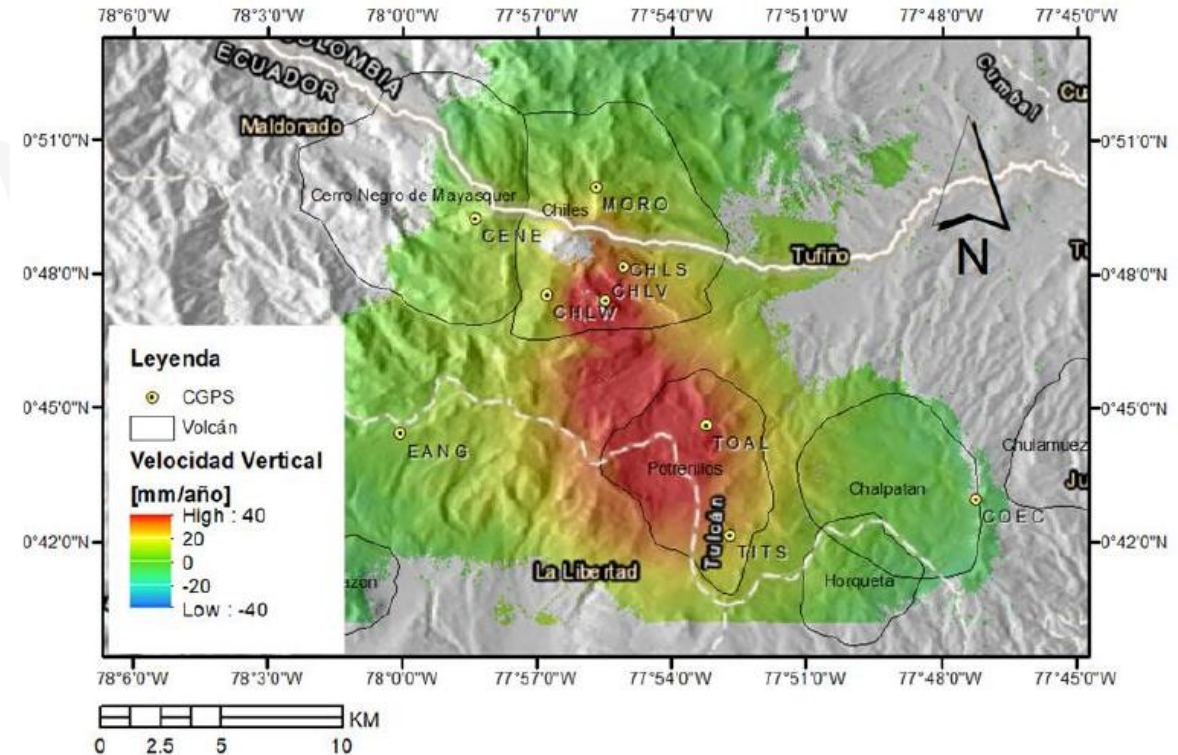 78°6'0"W 78°3'0"W 78°0'0"W 77°57'0"W 77°54'0"W 77°51'0"W 77°48'0"W 77°45'0"W
COLOMBIA
ECUADOR
Cumbal
Cu
Maldonado
0°51'0"N 0°51'0"N
Cerro Negro de Mayasquer
Chiles
MORO
CENE
Tufiño
N
0°48'0"N 0°48'0"N
CHLS
CHLV
CHLW
Leyenda
CGPS
Volcán
Velocidad Vertical
[mm/año]
High : 40
20
0
-20
Low : -40
0°45'0"N 0°45'0"N
EANG
TOAL
Potrerillos
Chalpatan
COEC
Tulcán
TITS
0°42'0"N 0°42'0"N
La Libertad
Horqueta
azon
78°6'0"W 78°3'0"W 78°0'0"W 77°57'0"W 77°54'0"W 77°51'0"W 77°48'0"W 77°45'0"W
KM
0 2.5 5 10